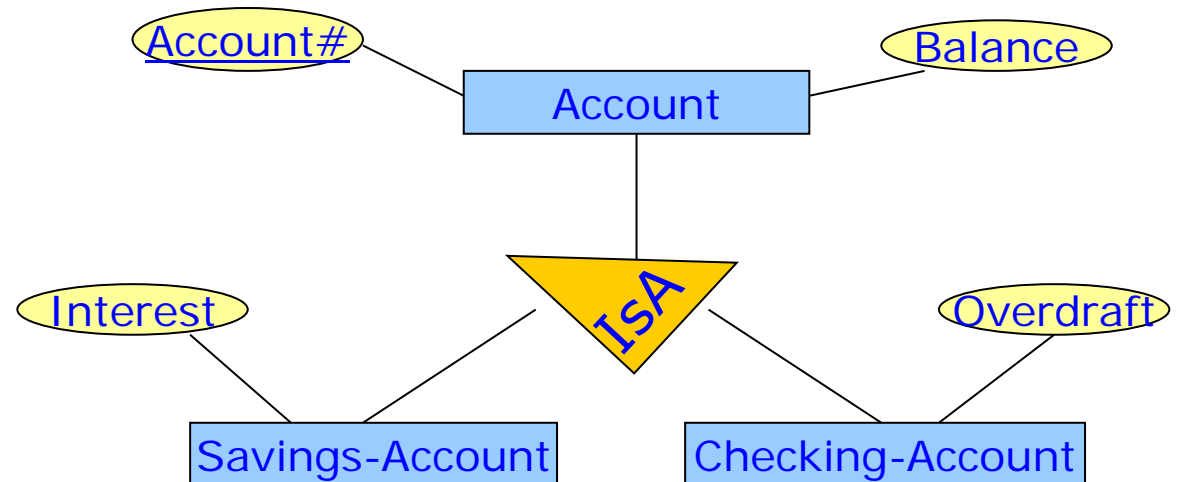 Account#
Balance
Account
IsA
Interest
Overdraft
Savings-Account
Checking-Account